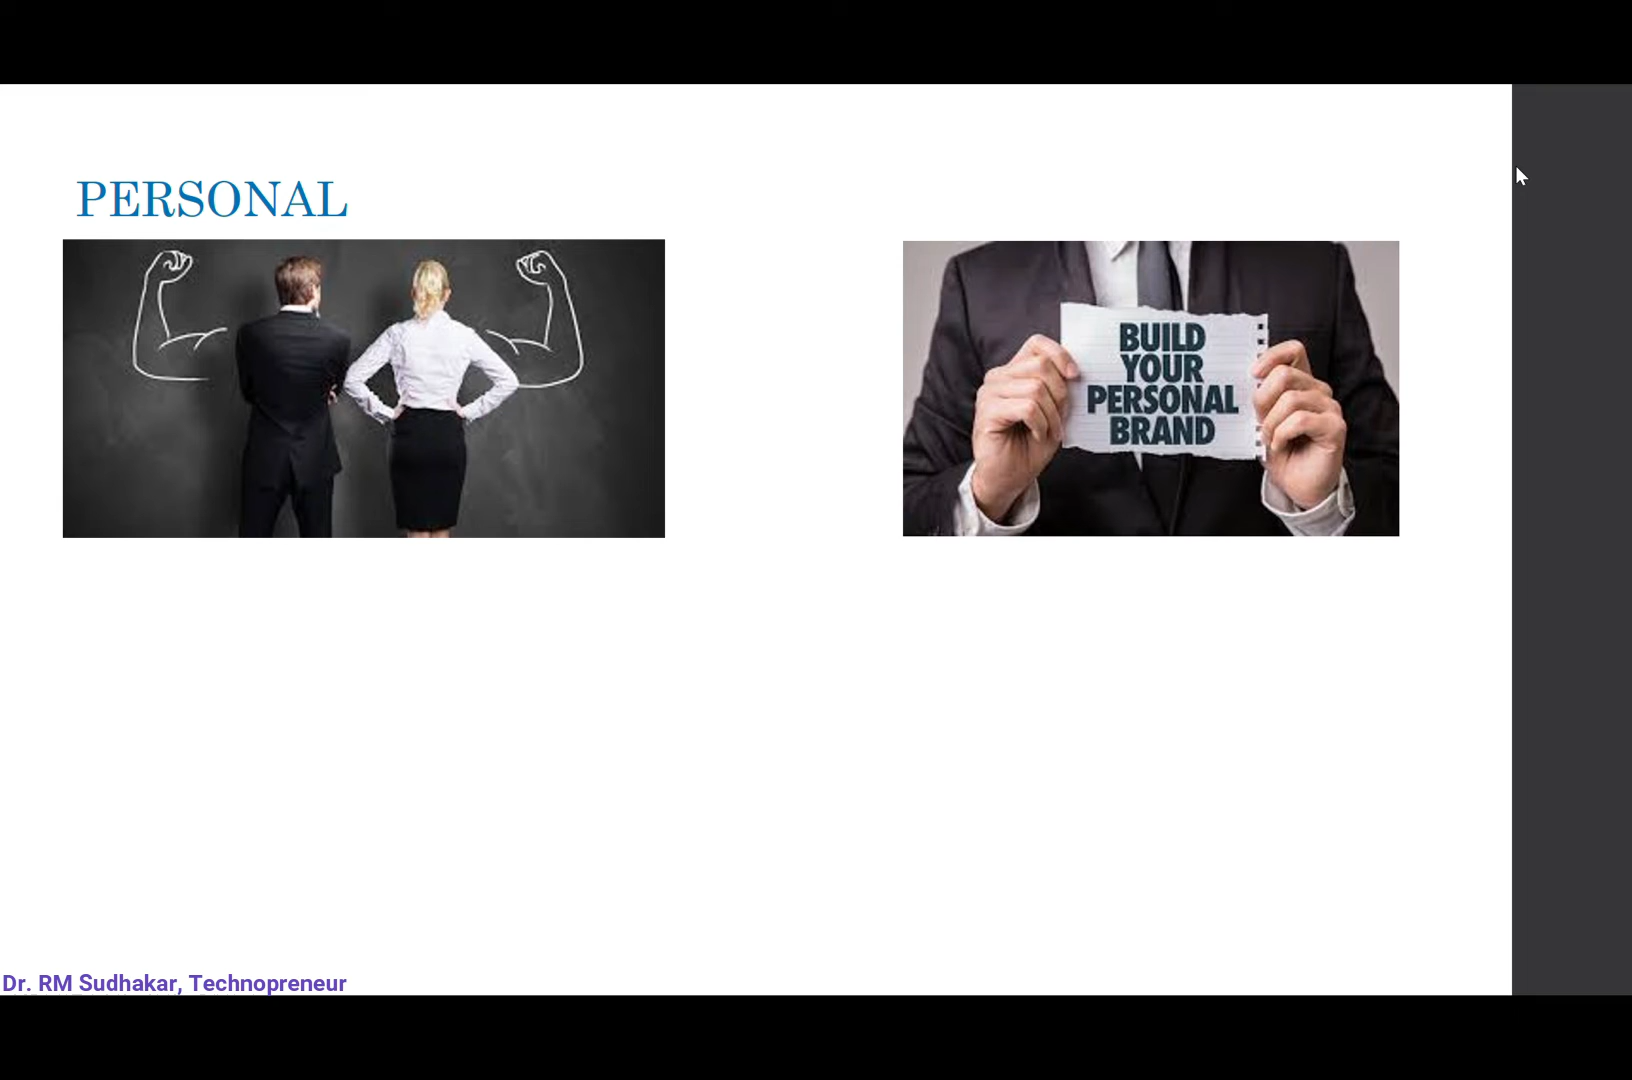 PERSONAL
BUILD
YOUR
PERSONAL
BRAND
Dr. RM Sudhakar, Technopreneur